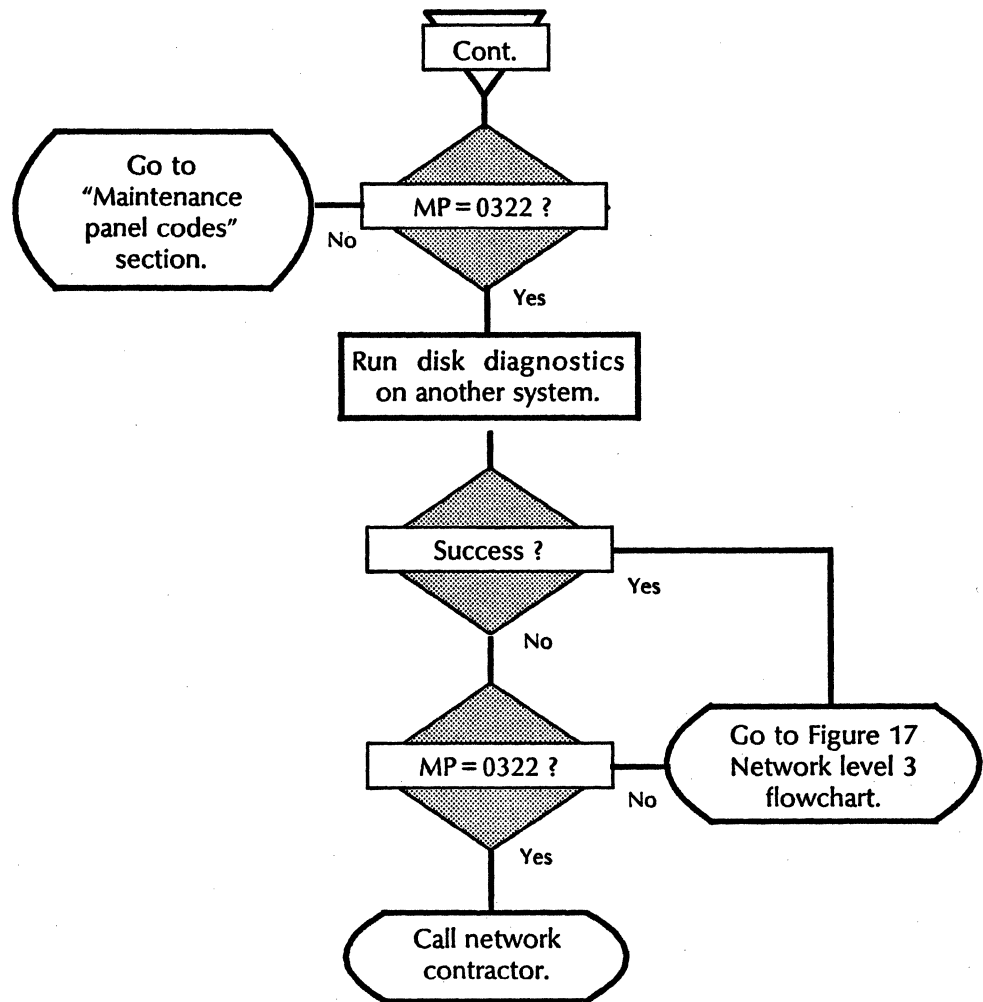 Cont.
Go to
“Maintenance
panel codes”
section.
MP = 0322 ?
No
Yes
Run disk diagnostics
on another system.
Success ?
Yes
No
MP = 0322 ?
No
Go to Figure 17
Network level 3
flowchart.
Yes
Call network
contractor.